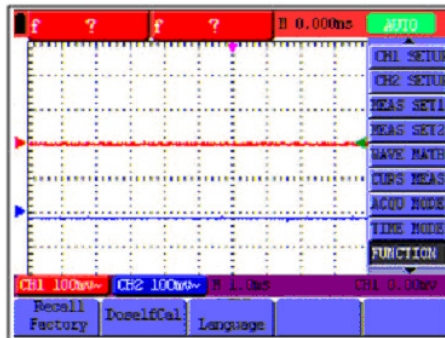 f ? f ? M 0.000ns AUTO
CH1 SETUP
CH2 SETUP
MEAS SET1
MEAS SET2
WAVE MATH
CURS MEAS
ACQU MODE
TIME MODE
FUNCTION
CH1 100mv~ CH2 100mv~ M 1.0ms CH1 0.00mv
Recall Factory DoselfCal Language